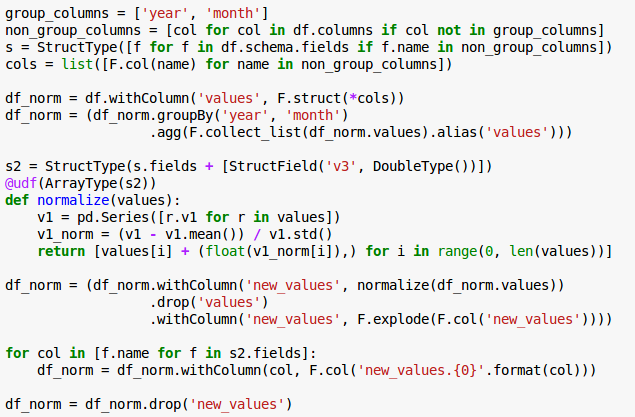 group_columns = ['year', 'month']
non_group_columns = [col for col in df.columns if col not in group_columns]
s = StructType([f for f in df.schema.fields if f.name in non_group_columns])
cols = list([F.col(name) for name in non_group_columns])

df_norm = df.withColumn('values', F.struct(*cols))
df_norm = (df_norm.groupBy('year', 'month')
                  .agg(F.collect_list(df_norm.values).alias('values')))

s2 = StructType(s.fields + [StructField('v3', DoubleType())])
@udf(ArrayType(s2))
def normalize(values):
    v1 = pd.Series([r.v1 for r in values])
    v1_norm = (v1 - v1.mean()) / v1.std()
    return [values[i] + (float(v1_norm[i]),) for i in range(0, len(values))]

df_norm = (df_norm.withColumn('new_values', normalize(df_norm.values))
                  .drop('values')
                  .withColumn('new_values', F.explode(F.col('new_values'))))

for col in [f.name for f in s2.fields]:
    df_norm = df_norm.withColumn(col, F.col('new_values.{0}'.format(col)))

df_norm = df_norm.drop('new_values')